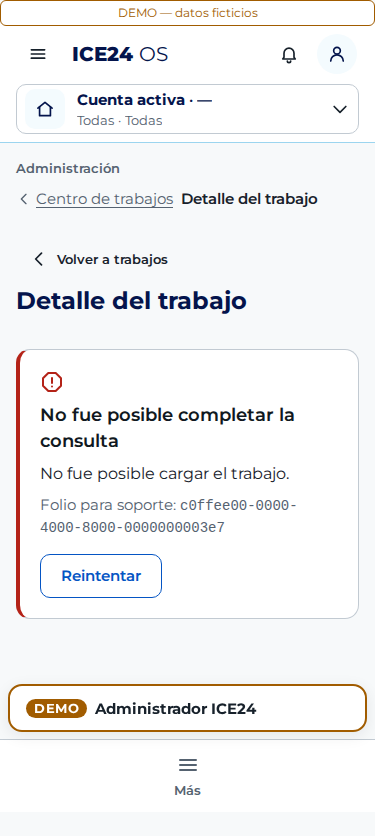 DEMO — datos ficticios
ICE24 OS
Cuenta activa · —
Todas · Todas
Administración
Centro de trabajos Detalle del trabajo
Volver a trabajos
Detalle del trabajo
No fue posible completar la
consulta
No fue posible cargar el trabajo.
Folio para soporte: c0ffee00-0000-
4000-8000-0000000003e7
Reintentar
DEMO Administrador ICE24
Más